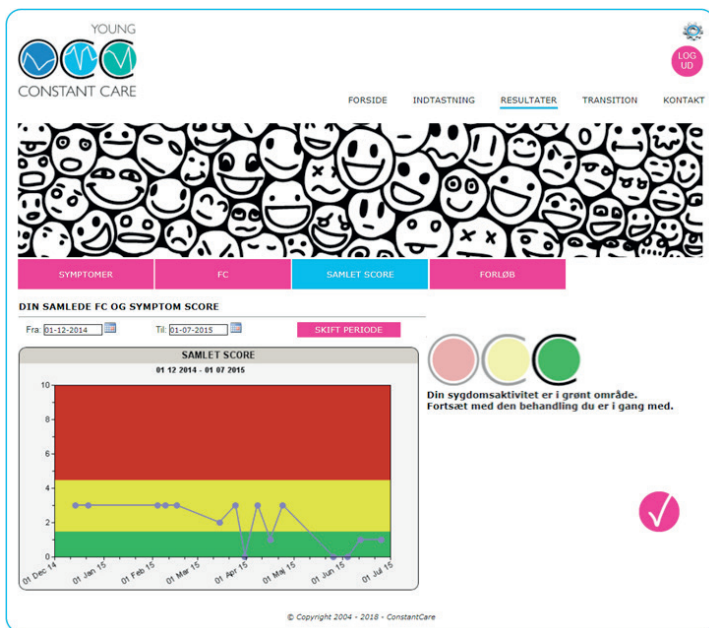 YOUNG
CONSTANT CARE
LOG
UD
FORSIDE INDTASTNING RESULTATER TRANSITION KONTAKT
SYMPTOMER FC SAMLET SCORE FORLØB
DIN SAMLEDE FC OG SYMPTOM SCORE
Fra: 01-12-2014 Til: 01-07-2015 SKIFT PERIODE
SAMLET SCORE
01 12 2014 - 01 07 2015
10
8
6
4
2
0
01 Dec 14 01 Jan 15 01 Feb 15 01 Mar 15 01 Apr 15 01 Maj 15 01 Jun 15 01 Jul 15
Din sygdomsaktivitet er i grønt område.
Fortsæt med den behandling du er i gang med.
© Copyright 2004 - 2018 - ConstantCare